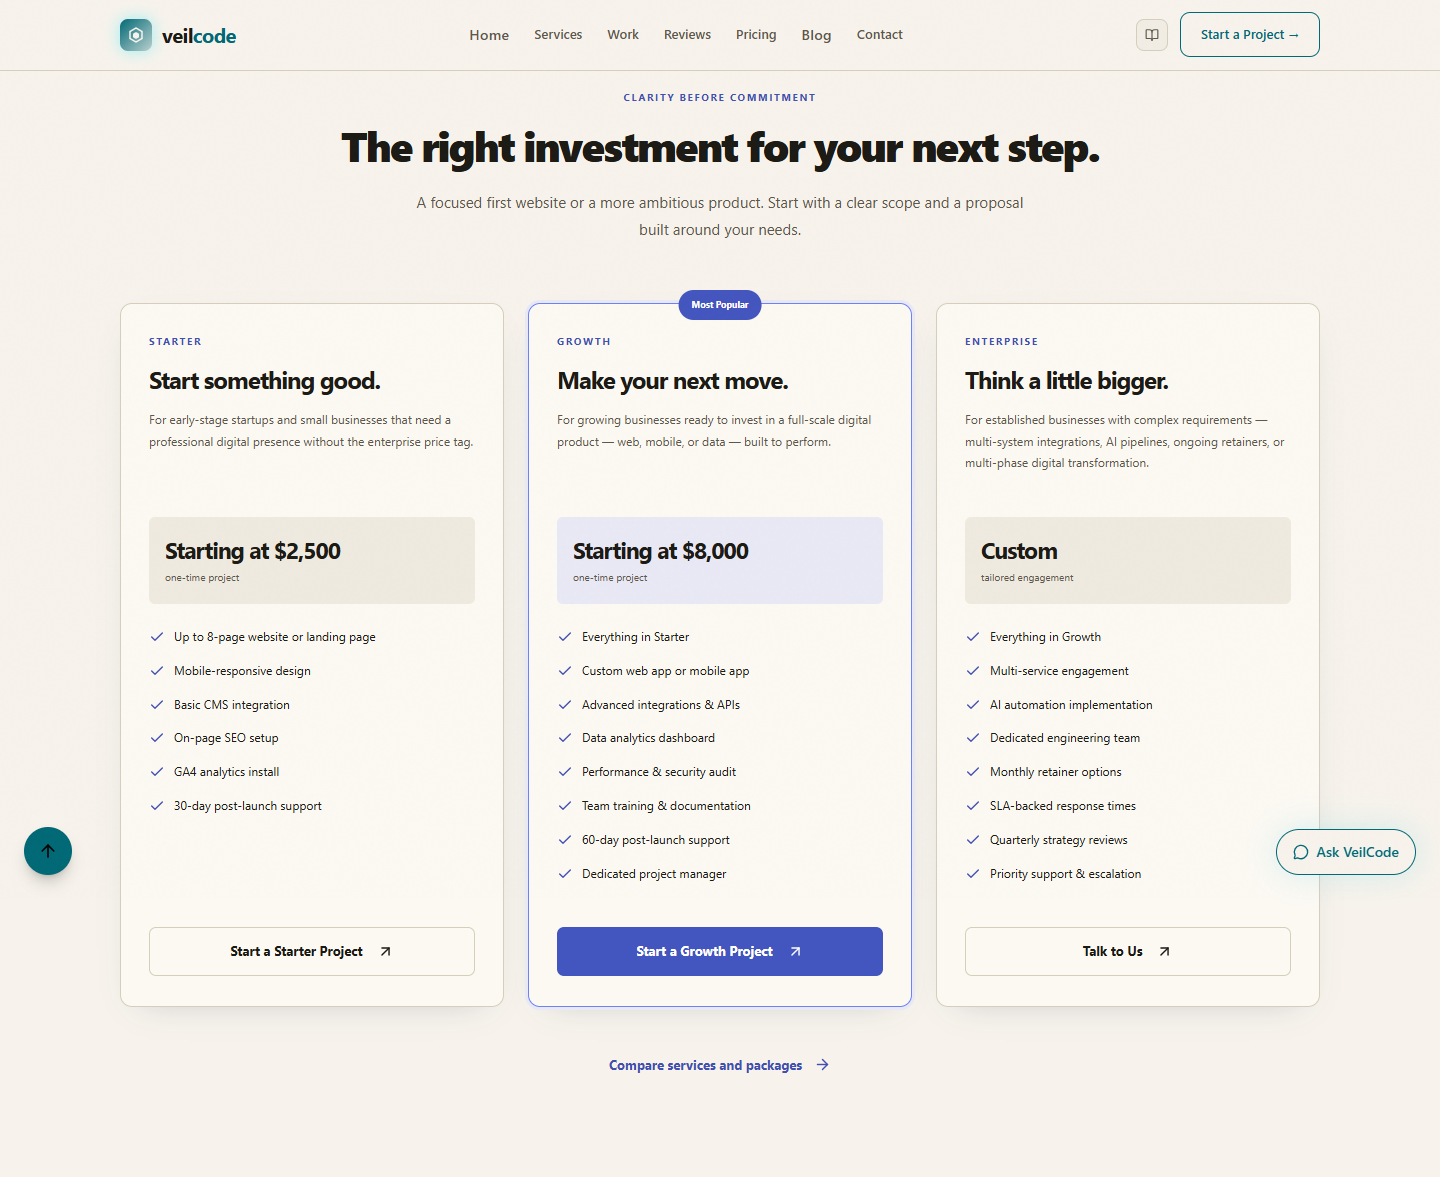 veilcode
Home
Services
Work
Reviews
Pricing
Blog
Contact
Start a Project →
CLARITY BEFORE COMMITMENT
The right investment for your next step.
A focused first website or a more ambitious product. Start with a clear scope and a proposal
built around your needs.
STARTER
Start something good.
For early-stage startups and small businesses that need a
professional digital presence without the enterprise price tag.
Starting at $2,500
one-time project
Up to 8-page website or landing page
Mobile-responsive design
Basic CMS integration
On-page SEO setup
GA4 analytics install
30-day post-launch support
Start a Starter Project
Most Popular
GROWTH
Make your next move.
For growing businesses ready to invest in a full-scale digital
product — web, mobile, or data — built to perform.
Starting at $8,000
one-time project
Everything in Starter
Custom web app or mobile app
Advanced integrations & APIs
Data analytics dashboard
Performance & security audit
Team training & documentation
60-day post-launch support
Dedicated project manager
Start a Growth Project
ENTERPRISE
Think a little bigger.
For established businesses with complex requirements —
multi-system integrations, AI pipelines, ongoing retainers, or
multi-phase digital transformation.
Custom
tailored engagement
Everything in Growth
Multi-service engagement
AI automation implementation
Dedicated engineering team
Monthly retainer options
SLA-backed response times
Quarterly strategy reviews
Priority support & escalation
Talk to Us
Ask VeilCode
Compare services and packages